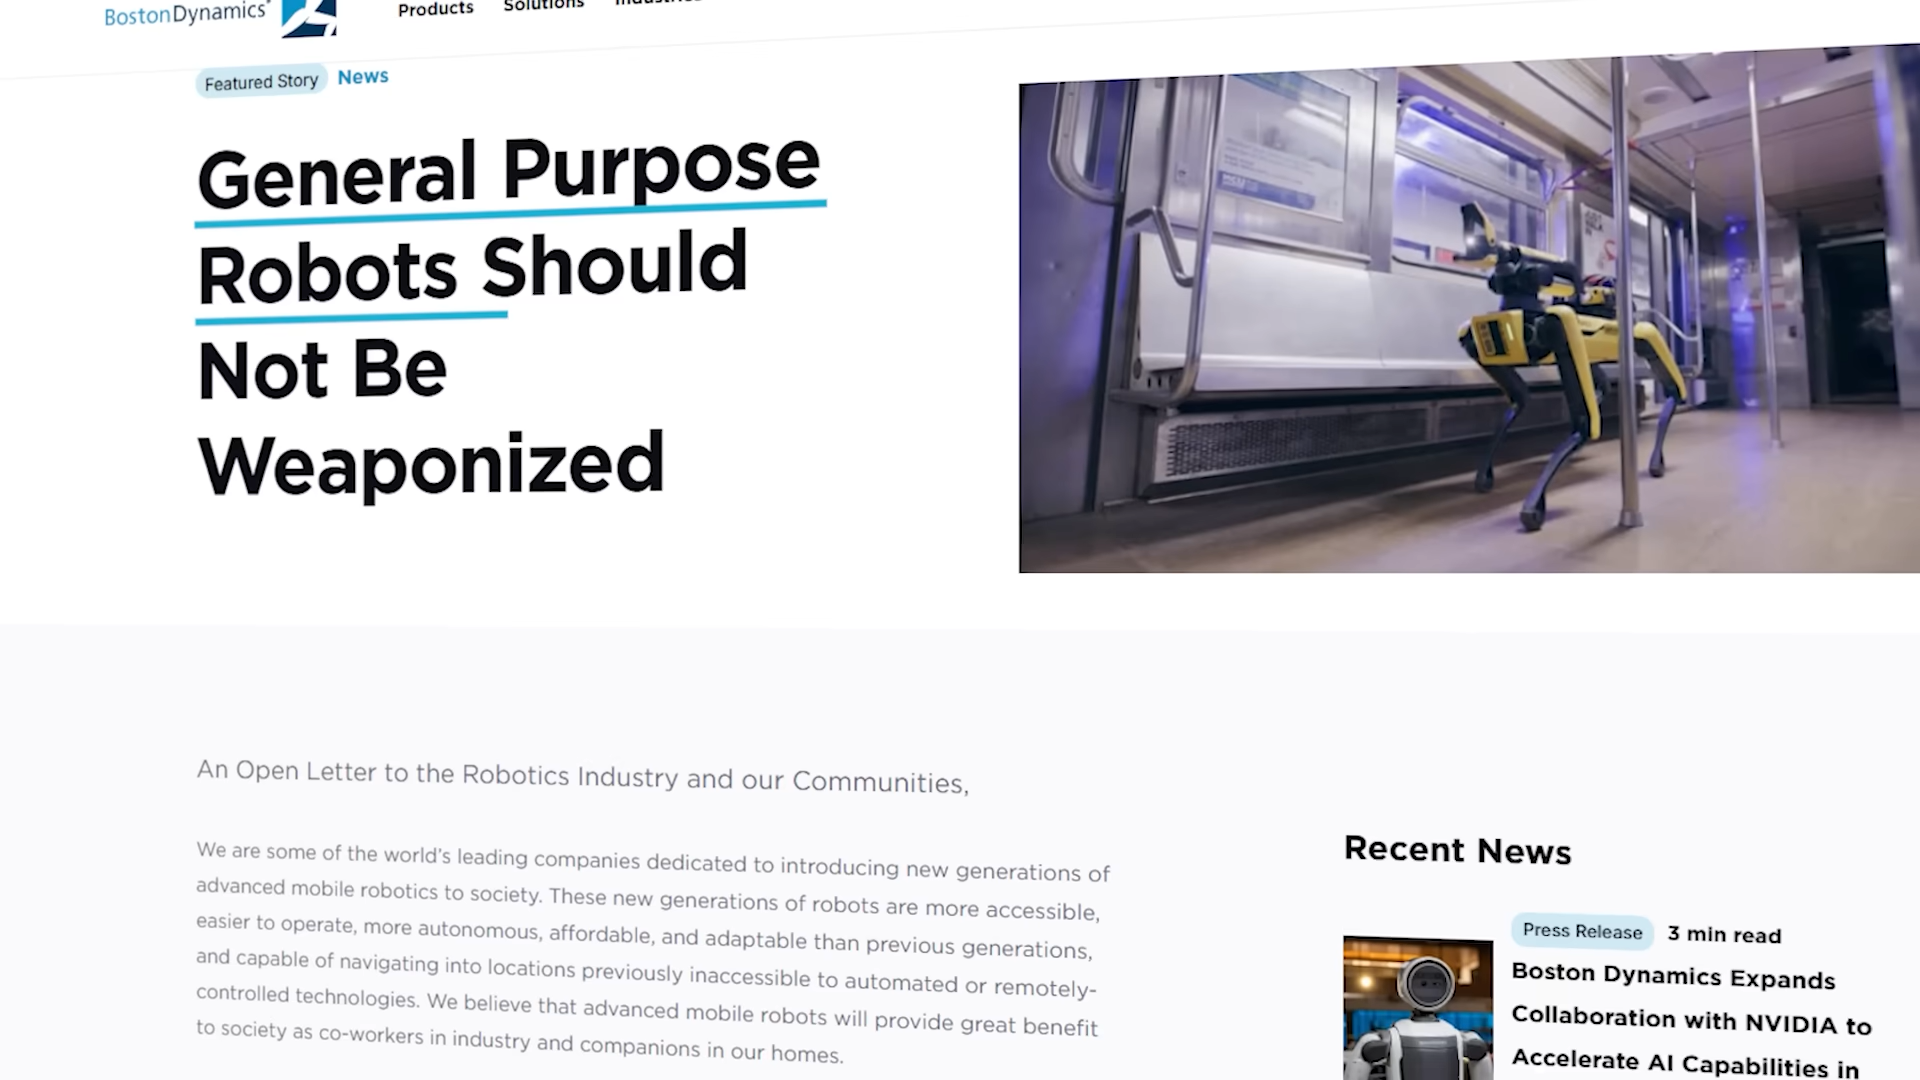 BostonDynamics
Products Solutions Industries
Featured Story News
General Purpose
Robots Should
Not Be
Weaponized
An Open Letter to the Robotics Industry and our Communities,
We are some of the world's leading companies dedicated to introducing new generations of
advanced mobile robotics to society. These new generations of robots are more accessible,
easier to operate, more autonomous, affordable, and adaptable than previous generations,
and capable of navigating into locations previously inaccessible to automated or remotely-
controlled technologies. We believe that advanced mobile robots will provide great benefit
to society as co-workers in industry and companions in our homes.
Recent News
Press Release 3 min read
Boston Dynamics Expands
Collaboration with NVIDIA to
Accelerate AI Capabilities in